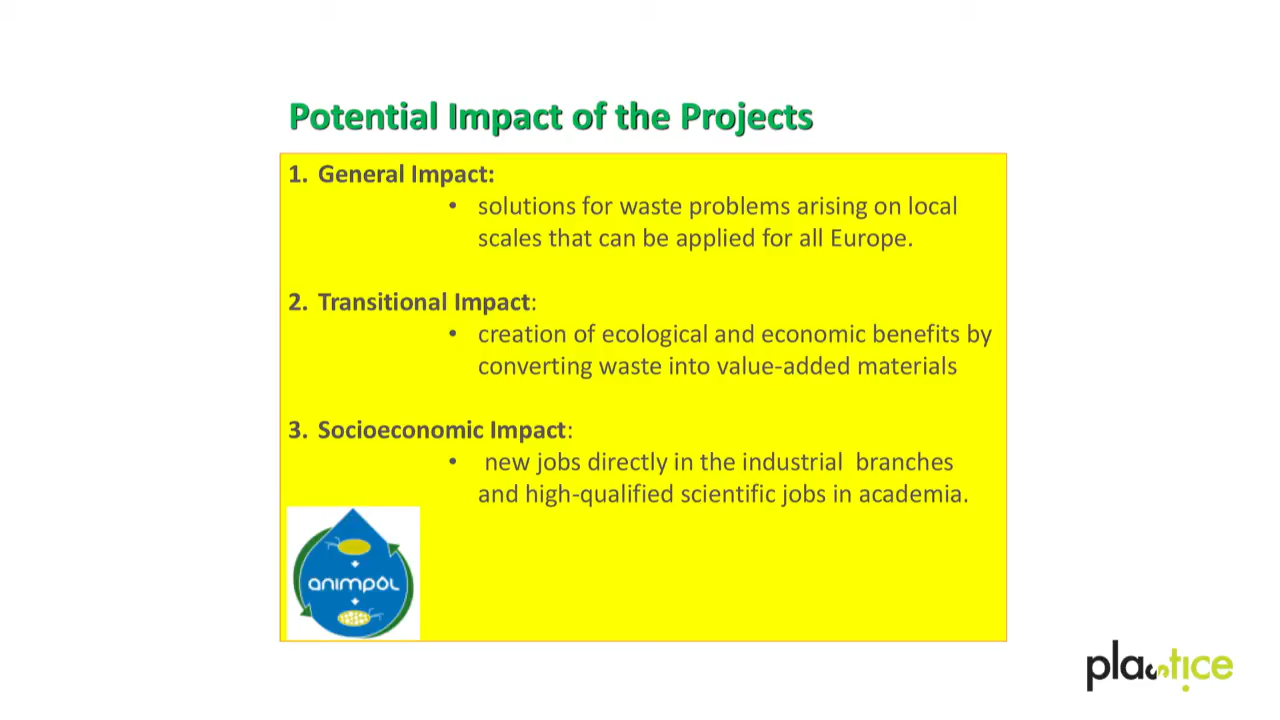 Potential Impact of the Projects
1. General Impact:
• solutions for waste problems arising on local
scales that can be applied for all Europe.
2. Transitional Impact:
• creation of ecological and economic benefits by
converting waste into value-added materials
3. Socioeconomic Impact:
• new jobs directly in the industrial branches
and high-qualified scientific jobs in academia.
anımpôl
plastice